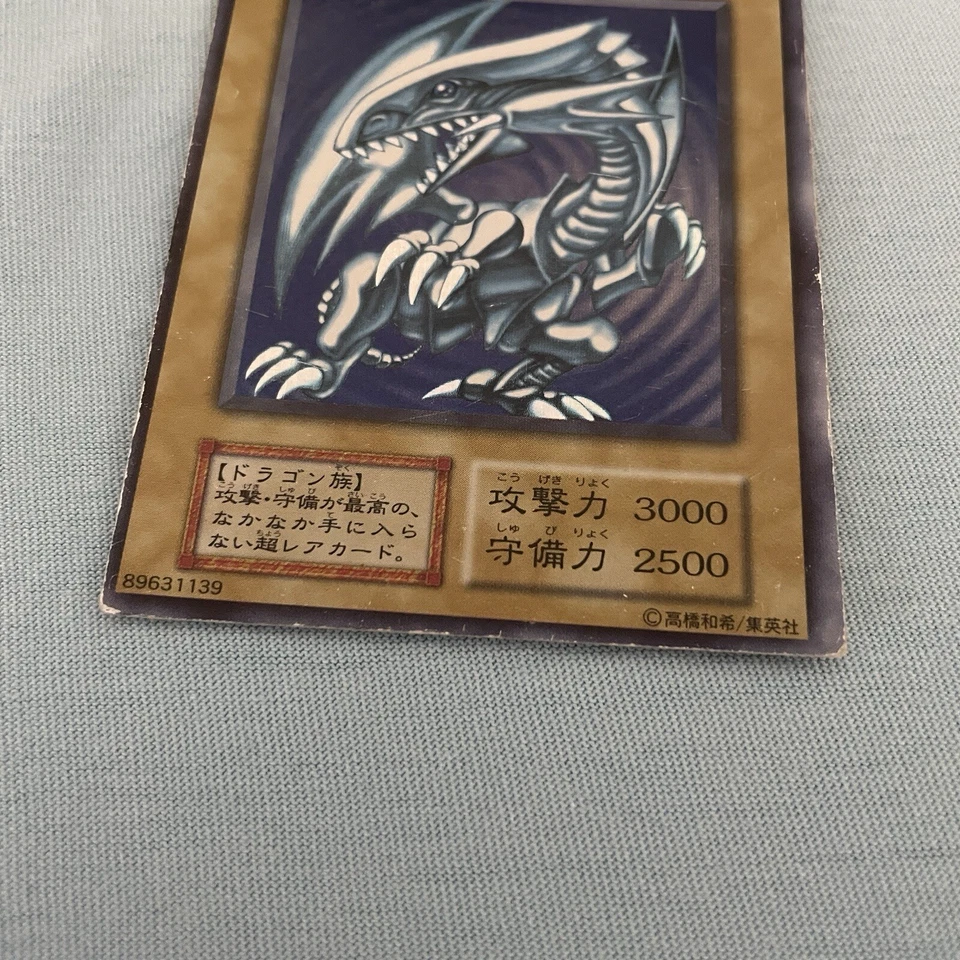 【ドラゴン族】
攻撃・守備が最高の、
なかなか手に入ら
ない超レアカード。
攻撃力 3000
守備力 2500
89631139
©高橋和希/集英社